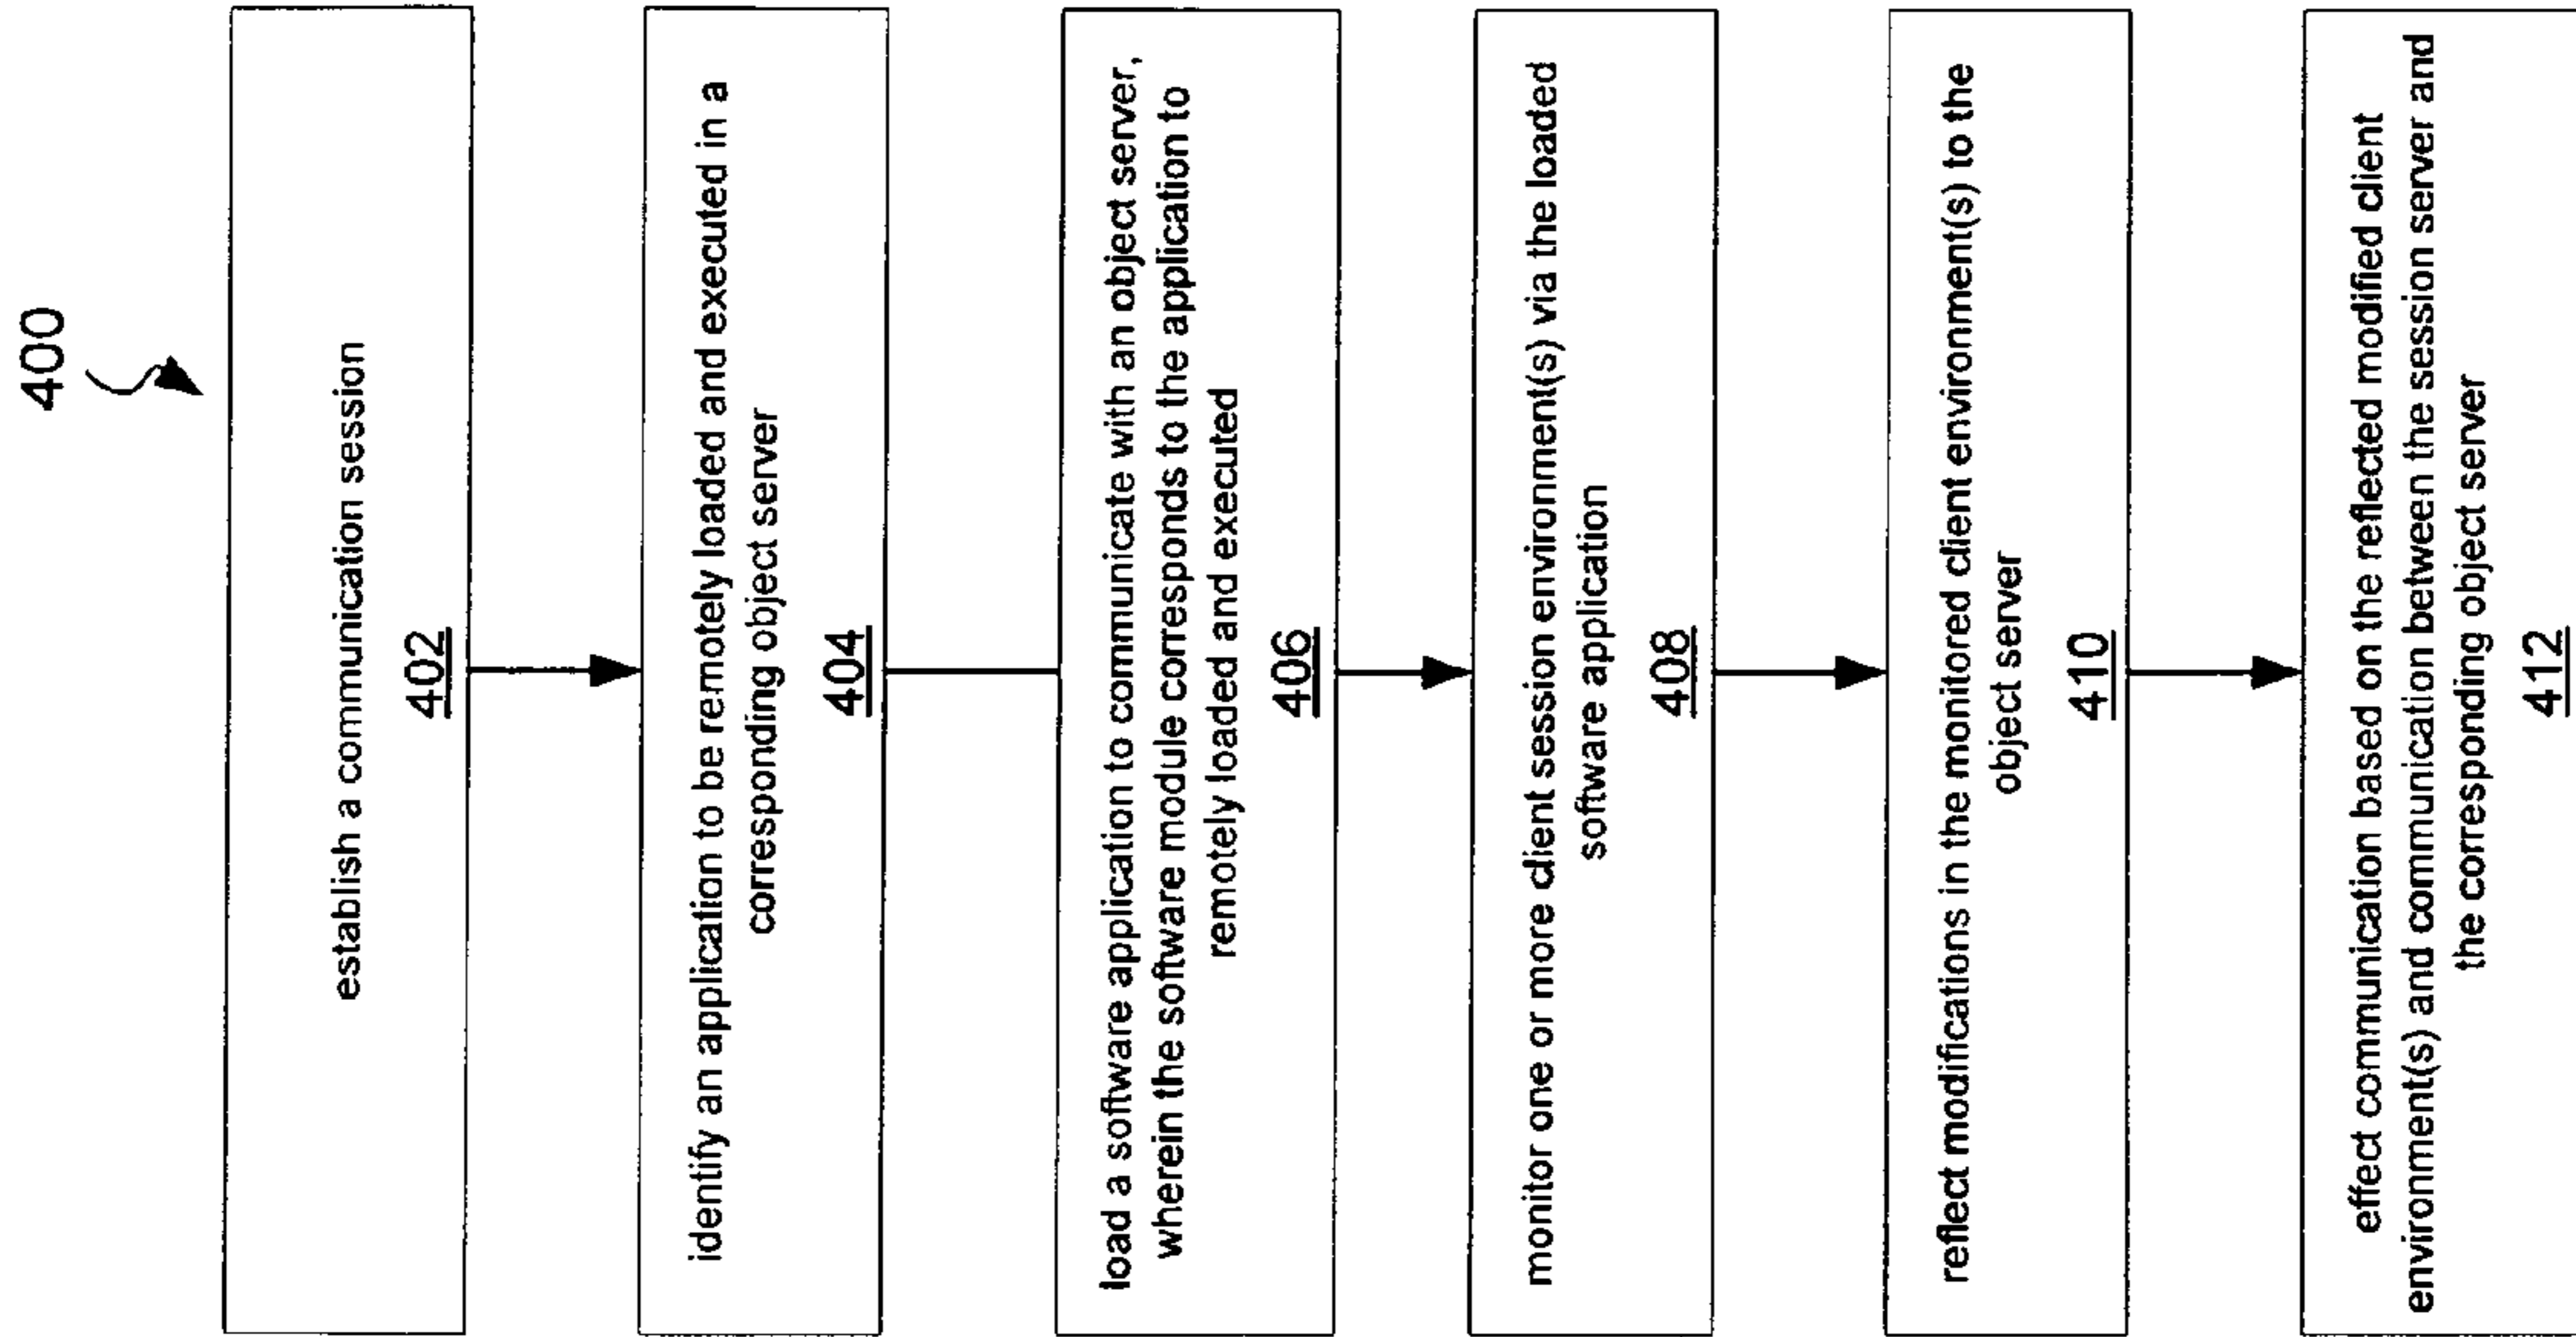 400
establish a communication session
402
identify an application to be remotely loaded and executed in a
corresponding object server
404
load a software application to communicate with an object server,
wherein the software module corresponds to the application to
remotely loaded and executed
406
monitor one or more client session environment(s) via the loaded
software application
408
reflect modifications in the monitored client environment(s) to the
object server
410
effect communication based on the reflected modified client
environment(s) and communication between the session server and
the corresponding object server
412